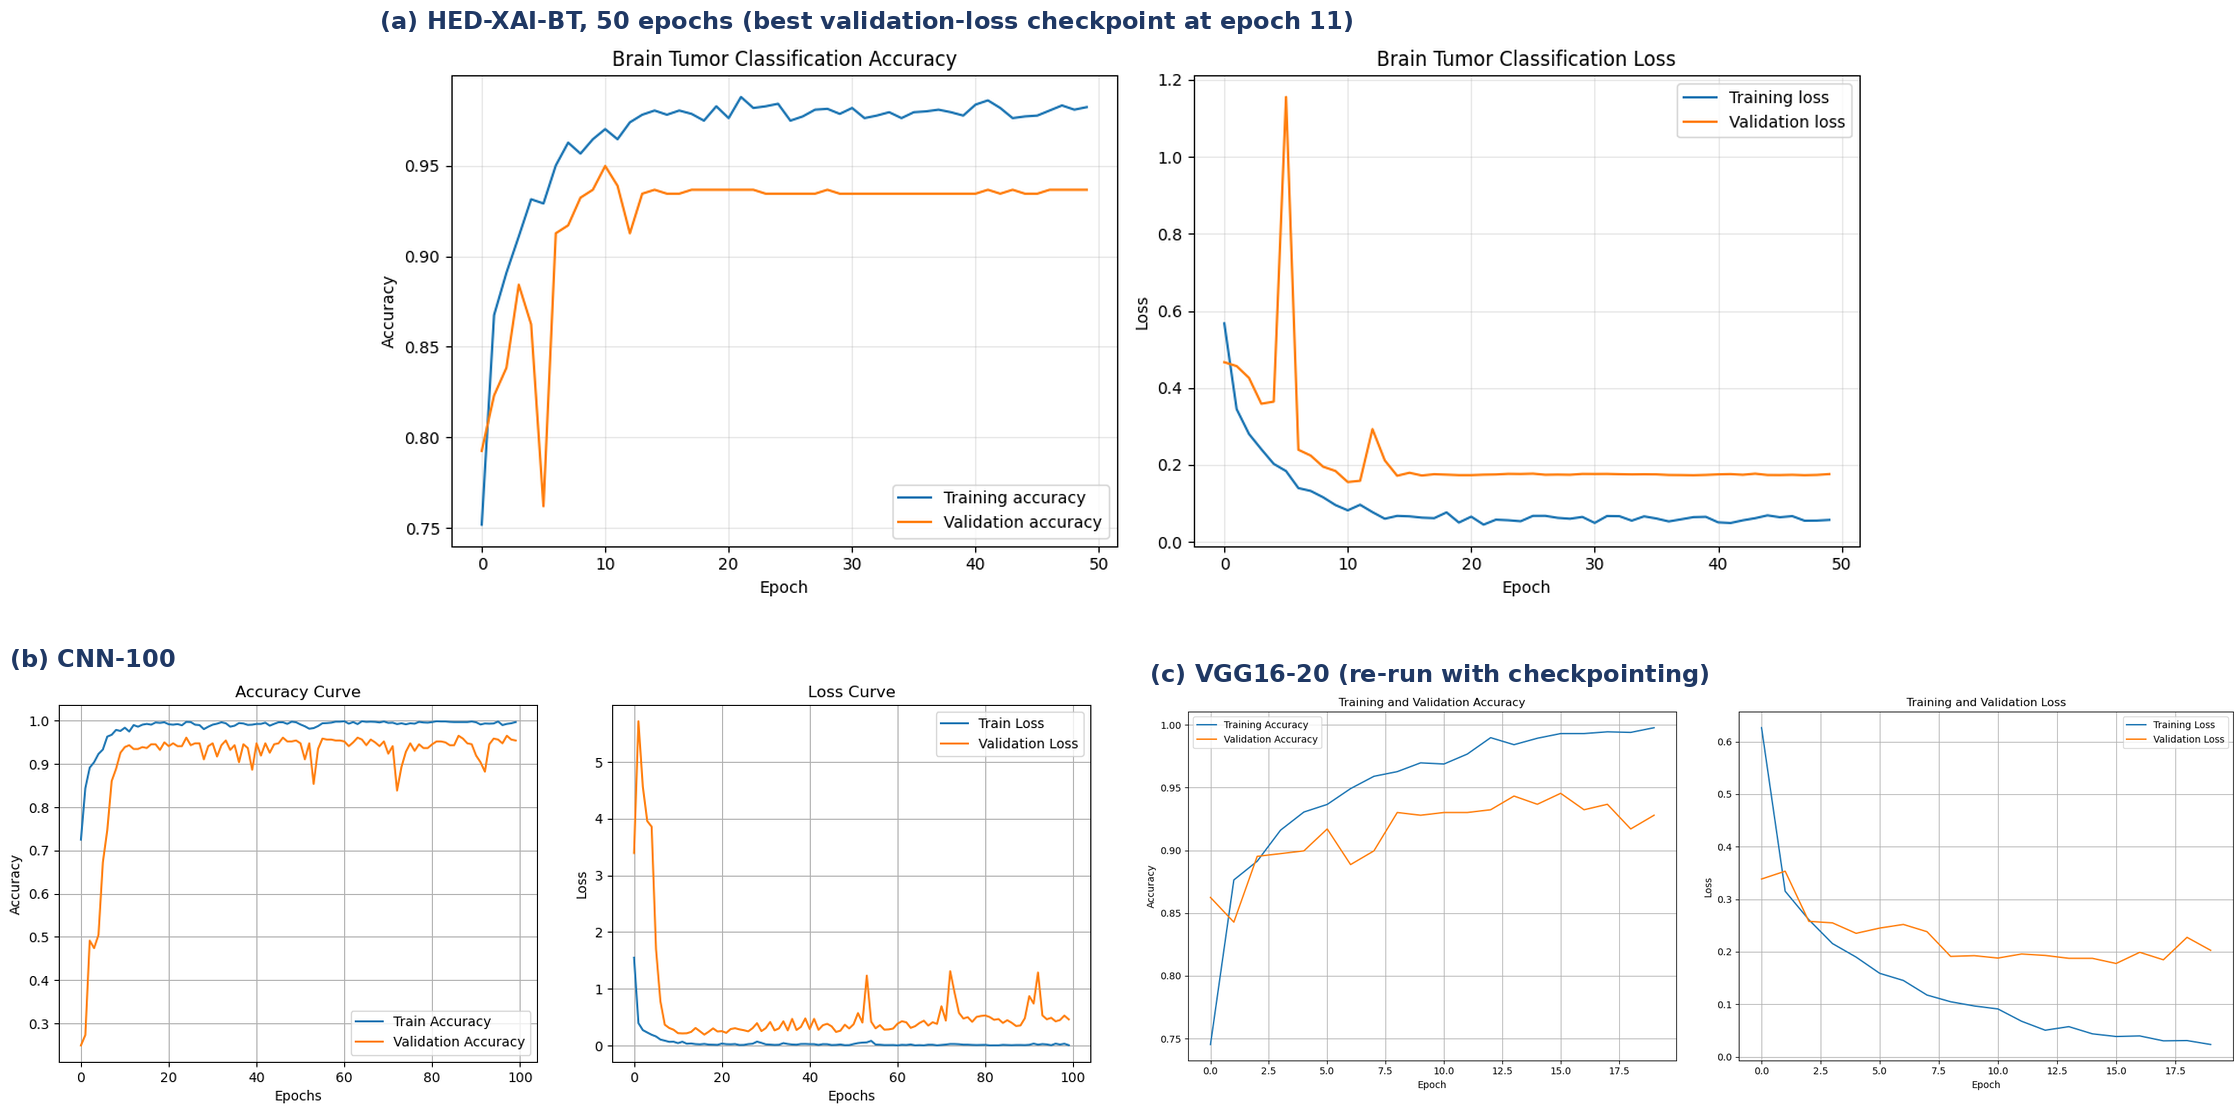 (a) HED-XAI-BT, 50 epochs (best validation-loss checkpoint at epoch 11)
Brain Tumor Classification Accuracy
Accuracy
0.95
0.90
0.85
0.80
0.75
Training accuracy
Validation accuracy
0 10 20 30 40 50
Epoch
Brain Tumor Classification Loss
Loss
1.2
1.0
0.8
0.6
0.4
0.2
0.0
Training loss
Validation loss
0 10 20 30 40 50
Epoch
(b) CNN-100
Accuracy Curve
Accuracy
1.0
0.9
0.8
0.7
0.6
0.5
0.4
0.3
Train Accuracy
Validation Accuracy
0 20 40 60 80 100
Epochs
Loss Curve
Loss
5
4
3
2
1
0
Train Loss
Validation Loss
0 20 40 60 80 100
Epochs
(c) VGG16-20 (re-run with checkpointing)
Training and Validation Accuracy
Accuracy
1.00
0.95
0.90
0.85
0.80
0.75
Training Accuracy
Validation Accuracy
0.0 2.5 5.0 7.5 10.0 12.5 15.0 17.5
Epoch
Training and Validation Loss
Loss
0.6
0.5
0.4
0.3
0.2
0.1
0.0
Training Loss
Validation Loss
0.0 2.5 5.0 7.5 10.0 12.5 15.0 17.5
Epoch